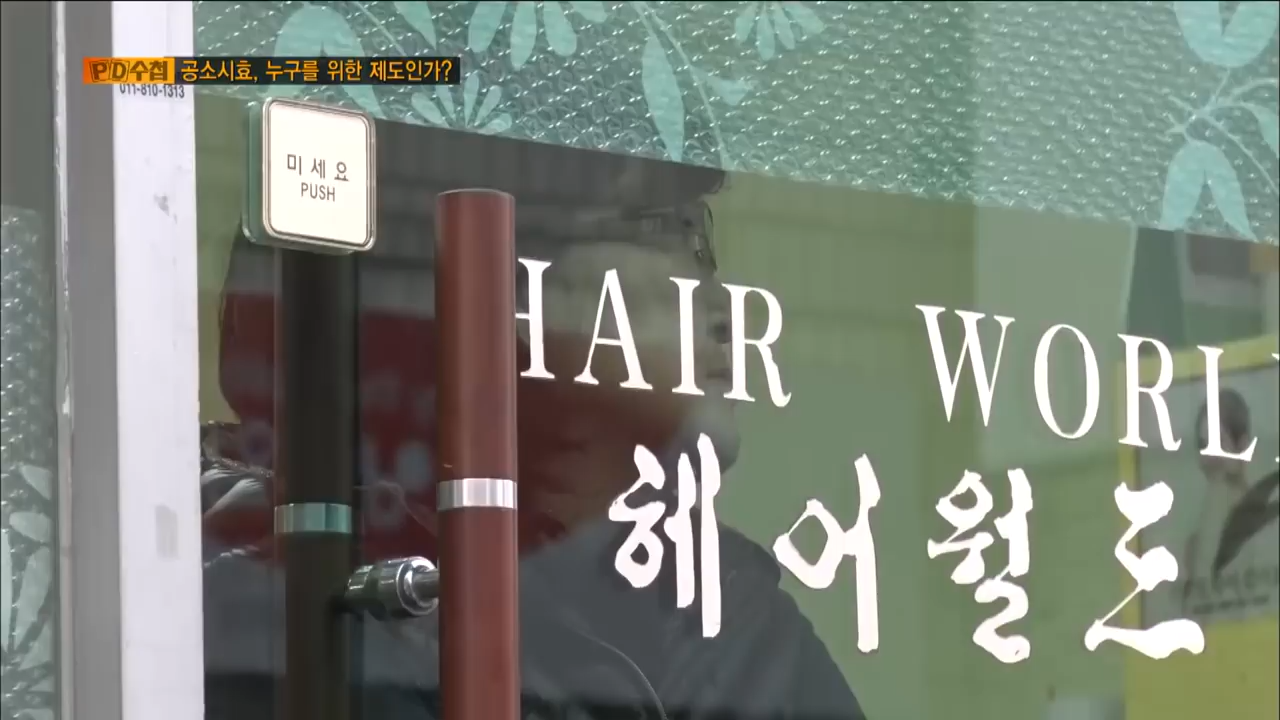 PD수첩 공소시효, 누구를 위한 제도인가?
011-810-1313
미세요
PUSH
HAIR WORL
헤어월드